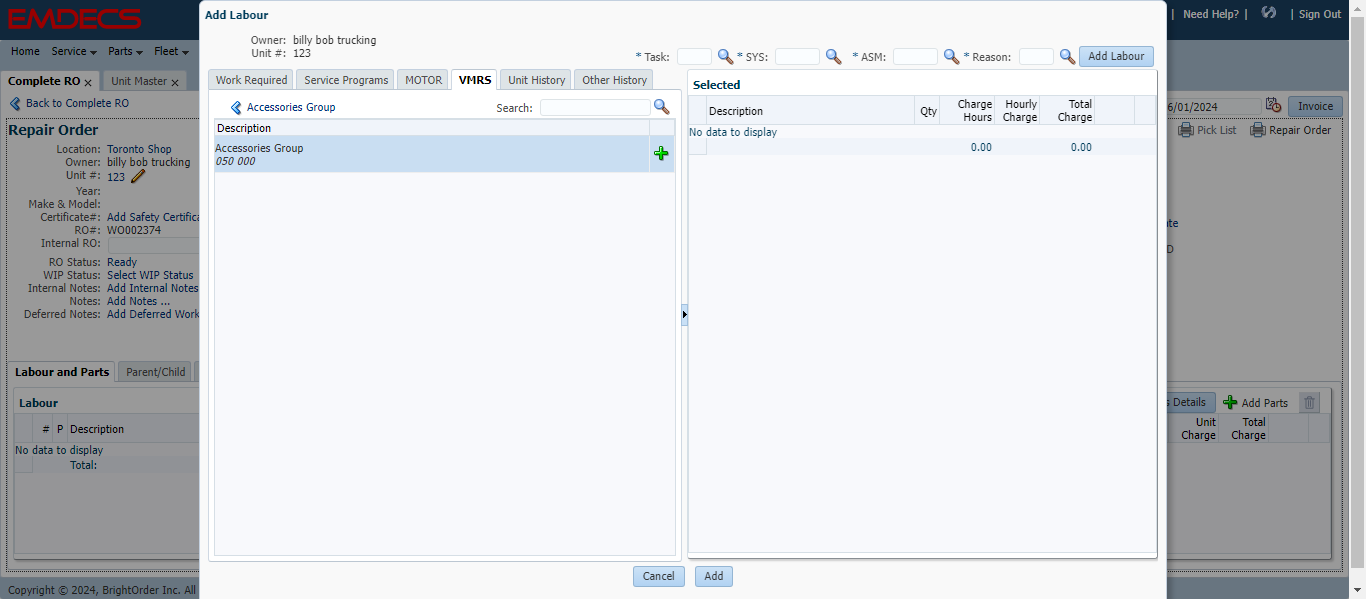 EMDECS
Need Help? |
| Sign Out
Home Service Parts Fleet
Complete RO x Unit Master x
Back to Complete RO
6/01/2024 Invoice
Pick List Repair Order
Repair Order
Location: Toronto Shop
Owner: billy bob trucking
Unit #: 123
Year:
Make & Model:
Certificate#: Add Safety Certifica
RO#: WO002374
Internal RO:
RO Status: Ready
WIP Status: Select WIP Status
Internal Notes: Add Internal Notes
Notes: Add Notes ...
Deferred Notes: Add Deferred Work
Labour and Parts Parent/Child
Labour
# P Description
No data to display
Total:
Copyright © 2024, BrightOrder Inc. All
Add Labour
Owner: billy bob trucking
Unit #: 123
* Task: * SYS: * ASM: * Reason: Add Labour
Work Required Service Programs MOTOR VMRS Unit History Other History
Accessories Group Search:
Description
Accessories Group
050 000
Selected
Description Qty Charge Hours Hourly Charge Total Charge
No data to display
0.00 0.00
Cancel Add
te
D
s Details Add Parts
Unit Charge Total Charge